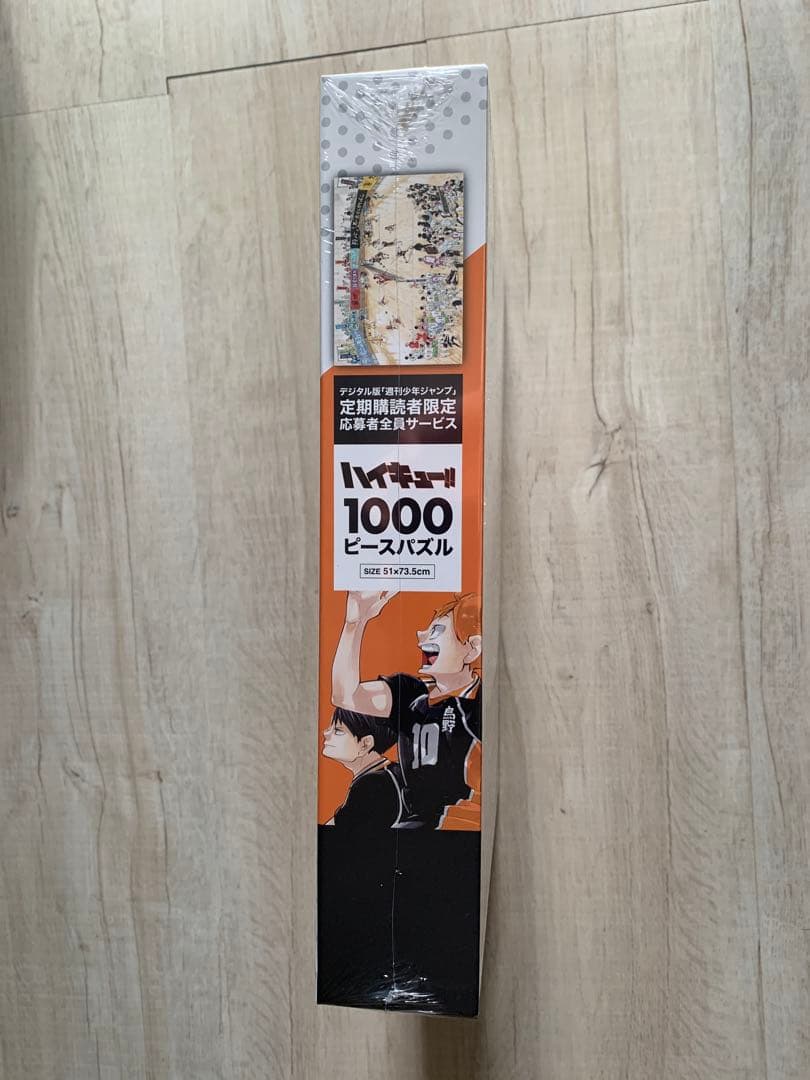 デジタル版「週刊少年ジャンプ」
定期購読者限定
応募者全員サービス
ハイキュー!!
1000
ピースパズル
SIZE 51×73.5cm
烏野
10